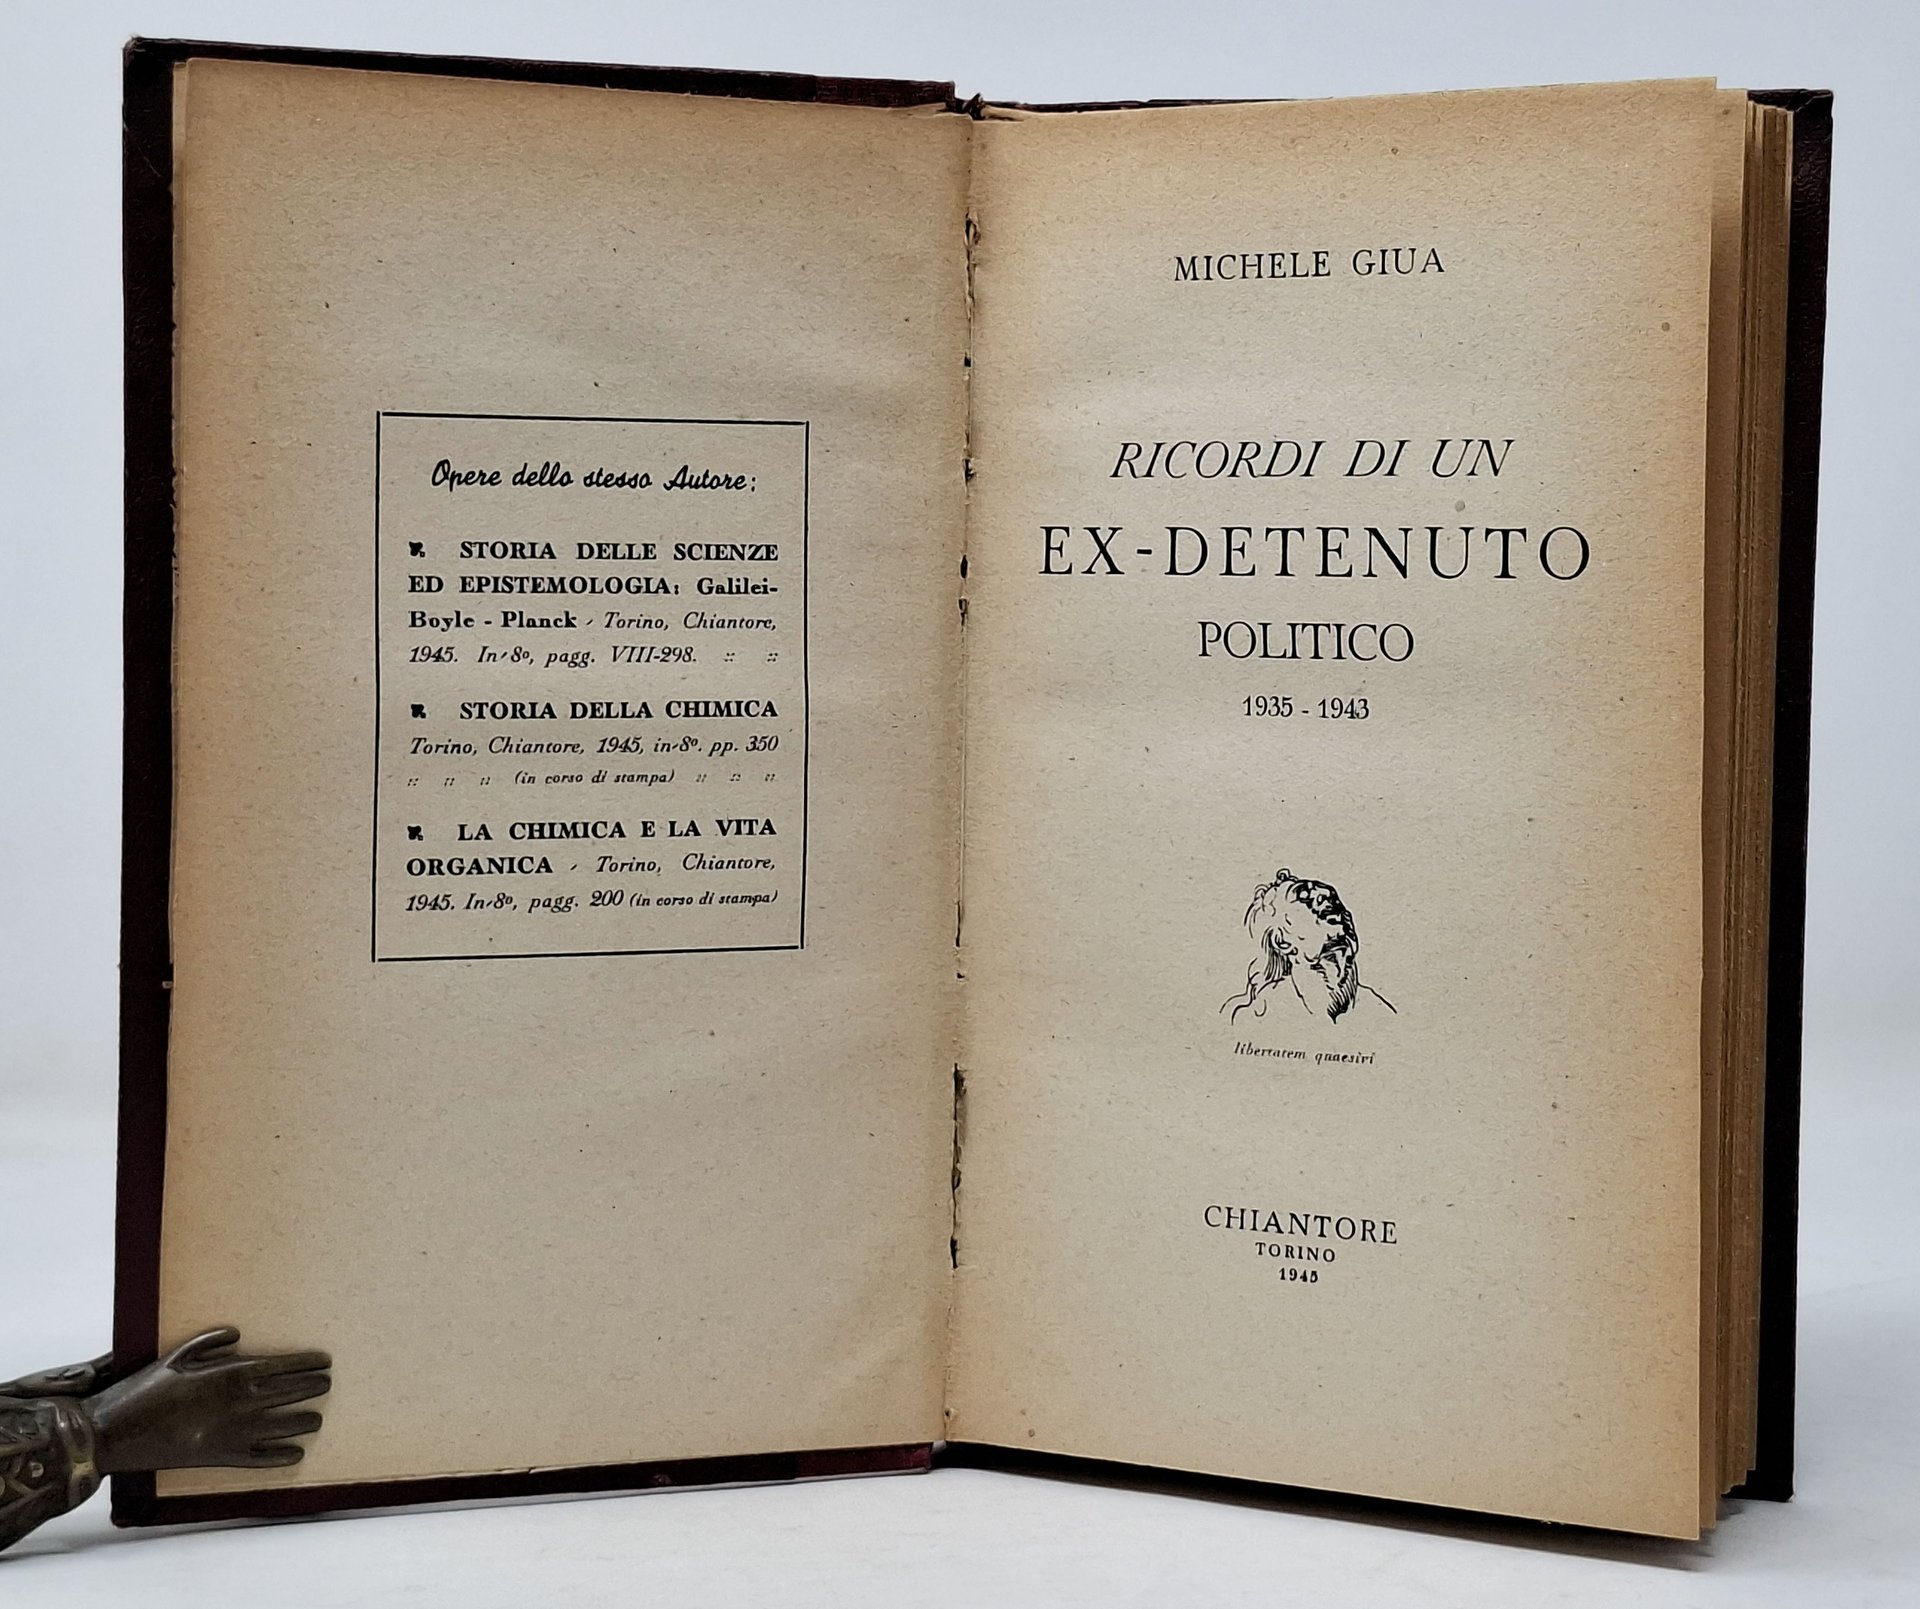 Opere dello stesso Autore:
STORIA DELLE SCIENZE
ED EPISTEMOLOGIA: Galilei-
Boyle - Planck - Torino, Chiantore,
1945. In-8º, pagg. VIII-298. :: ::
STORIA DELLA CHIMICA
Torino, Chiantore, 1945, in-8º. pp. 350
:: :: :: (in corso di stampa) :: :: ::
LA CHIMICA E LA VITA
ORGANICA - Torino, Chiantore,
1945. In-8º, pagg. 200 (in corso di stampa)
MICHELE GIUA
RICORDI DI UN
EX-DETENUTO
POLITICO
1935 - 1943
libertatem quaesivi
CHIANTORE
TORINO
1945